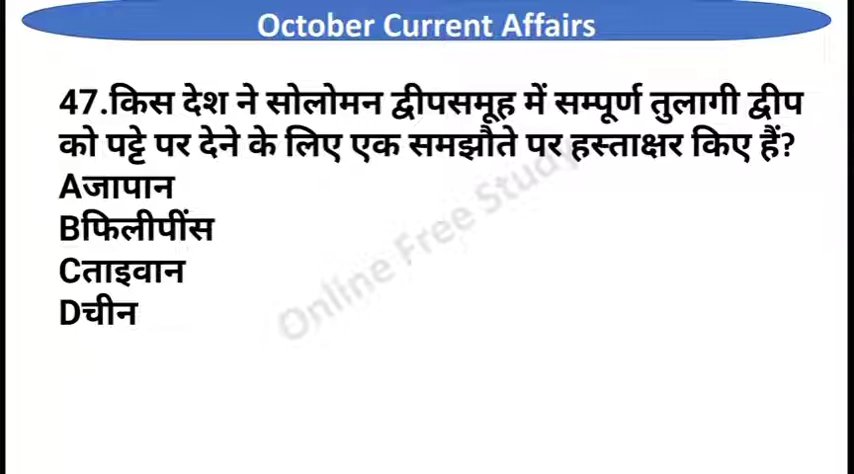 October Current Affairs
47.किस देश ने सोलोमन द्वीपसमूह में सम्पूर्ण तुलागी द्वीप
को पट्टे पर देने के लिए एक समझौते पर हस्ताक्षर किए हैं?
Aजापान
Bफिलीपींस
Cताइवान
Dचीन
Online Free Study